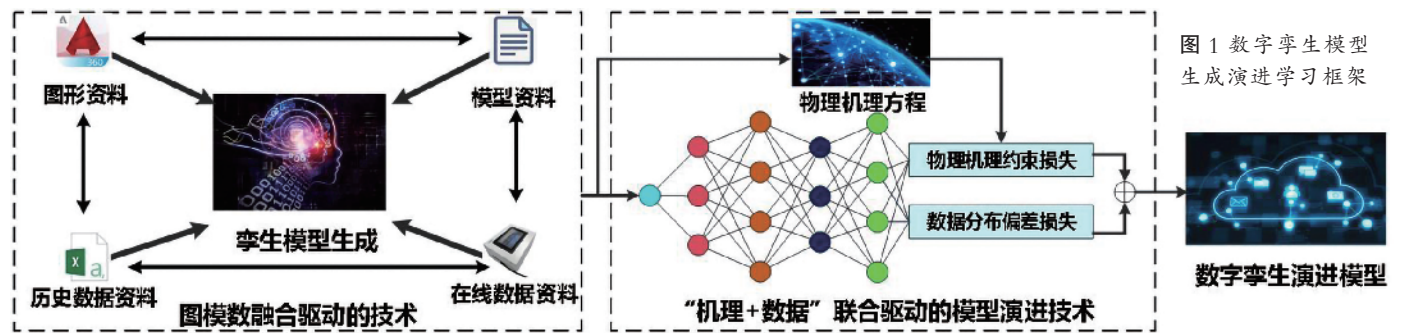 图形资料
模型资料
孪生模型生成
历史数据资料
在线数据资料
图模数融合驱动的技术
物理机理方程
物理机理约束损失
数据分布偏差损失
“机理+数据”联合驱动的模型演进技术
图 1 数字孪生模型
生成演进学习框架
数字孪生演进模型